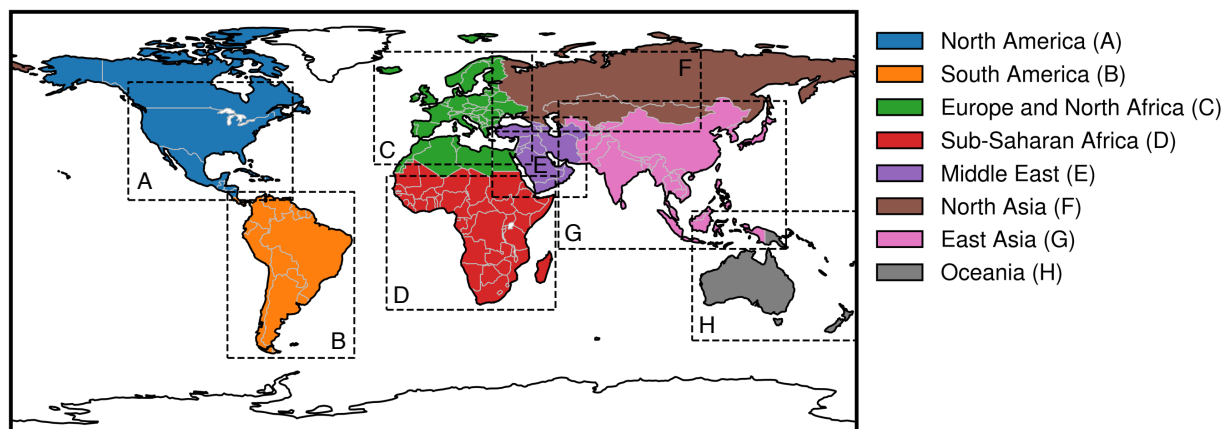 North America (A)
South America (B)
Europe and North Africa (C)
Sub-Saharan Africa (D)
Middle East (E)
North Asia (F)
East Asia (G)
Oceania (H)
F
C
E
A
G
D
H
B